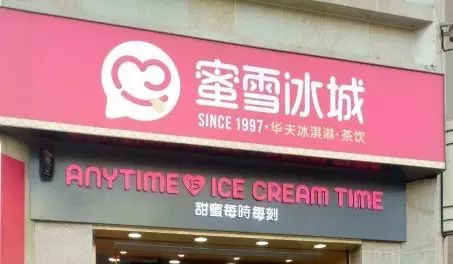 蜜雪冰城
SINCE 1997·华夫冰淇淋·茶饮
ANYTIME IS ICE CREAM TIME
甜蜜每時每刻